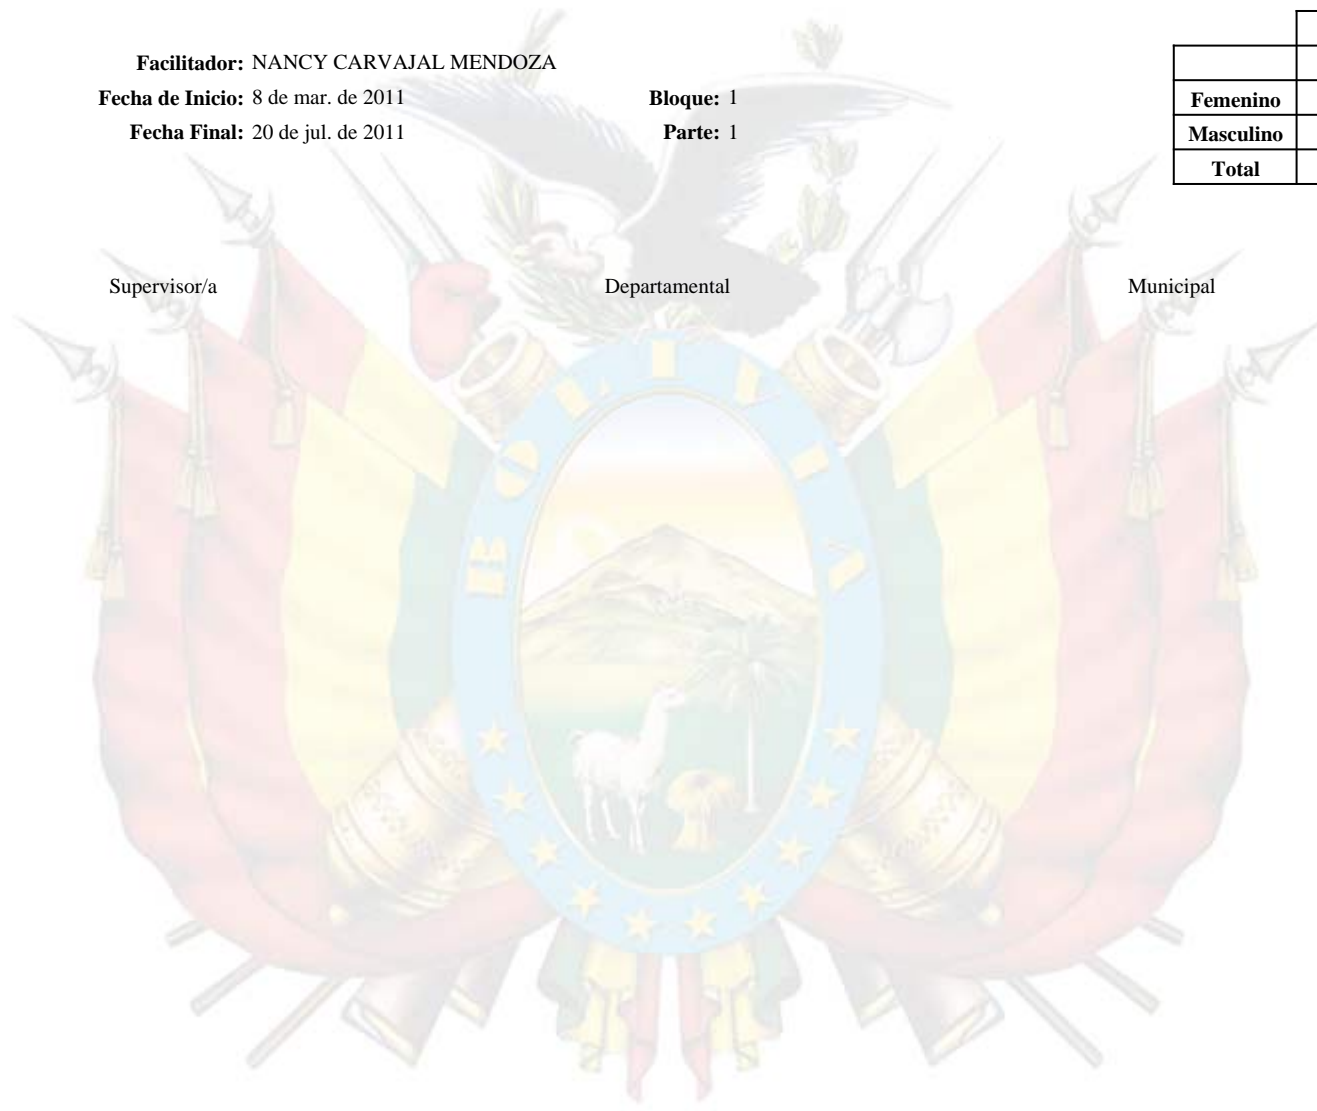 Facilitador: NANCY CARVAJAL MENDOZA
Fecha de Inicio: 8 de mar. de 2011 Bloque: 1
Fecha Final: 20 de jul. de 2011 Parte: 1
Femenino
Masculino
Total
Supervisor/a Departamental Municipal
BOLIVIA